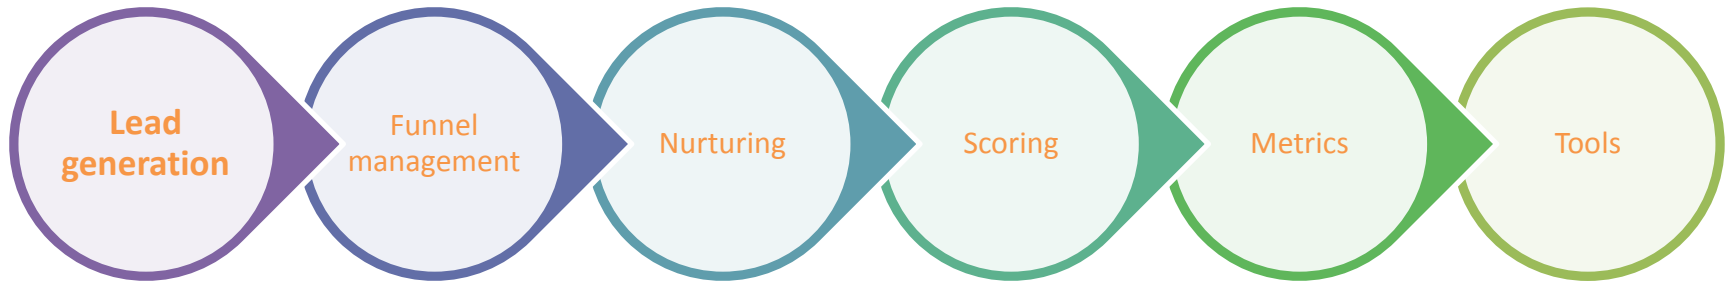 Lead
generation
Funnel
management
Nurturing
Scoring
Metrics
Tools